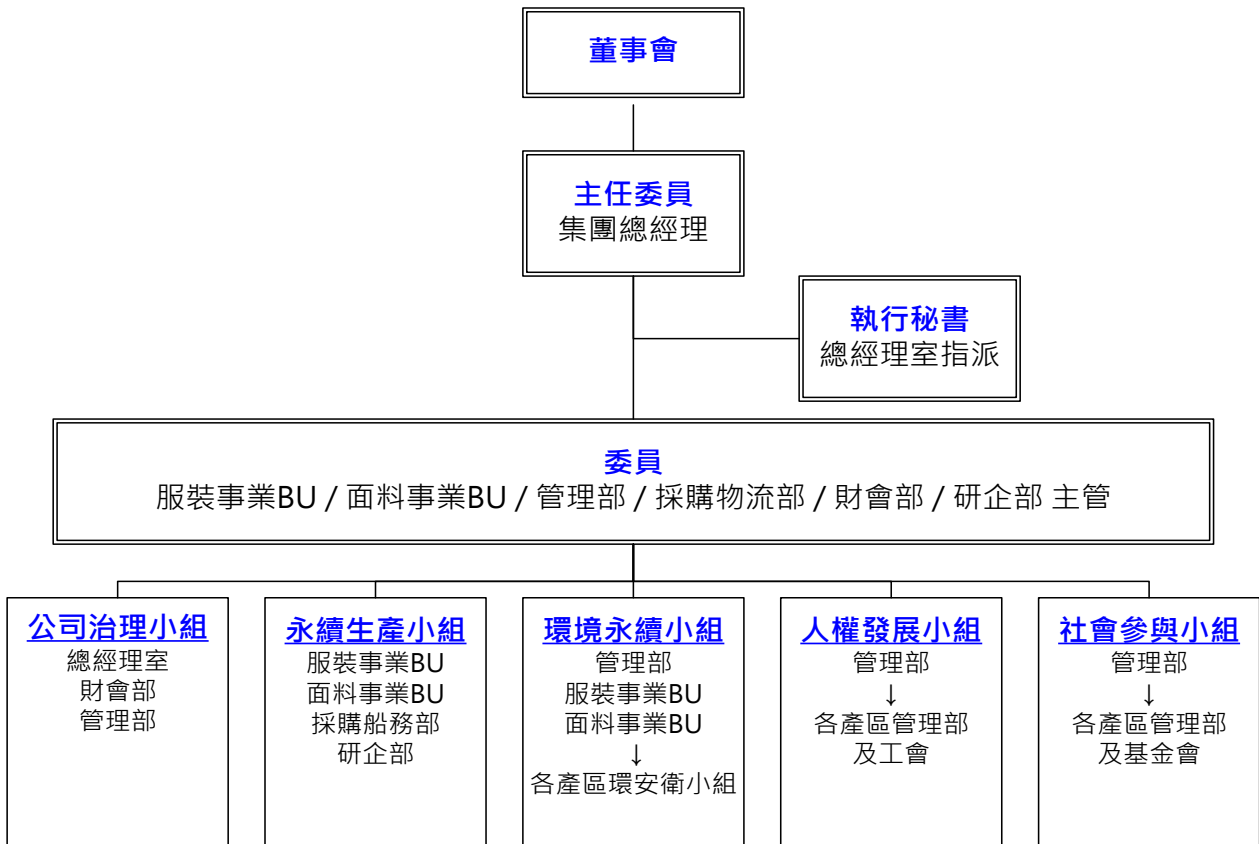 董事會
主任委員
集團總經理
執行秘書
總經理室指派
委員
服裝事業BU / 面料事業BU / 管理部 / 採購物流部 / 財會部 / 研企部 主管
公司治理小組
總經理室
財會部
管理部
永續生產小組
服裝事業BU
面料事業BU
採購船務部
研企部
環境永續小組
管理部
服裝事業BU
面料事業BU
↓
各產區環安衛小組
人權發展小組
管理部
↓
各產區管理部
及工會
社會參與小組
管理部
↓
各產區管理部
及基金會